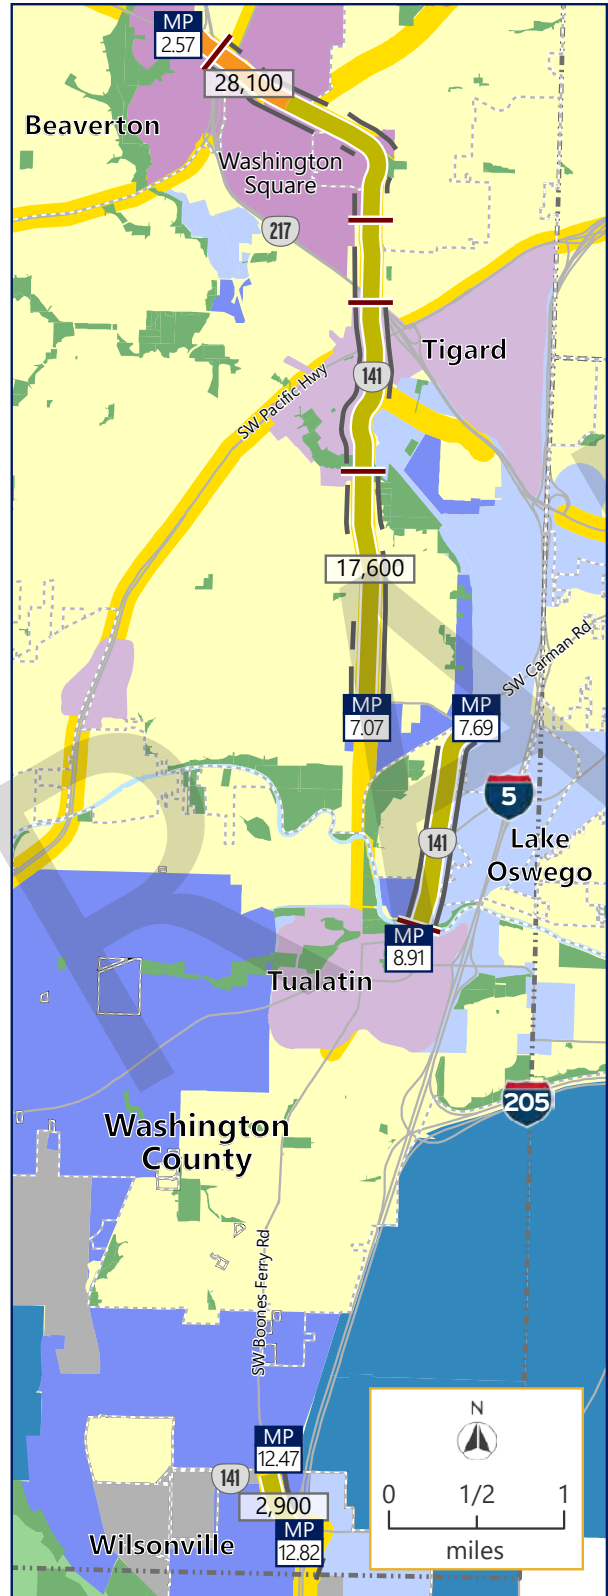 MP
2.57
28,100
Beaverton
Washington
Square
217
Tigard
141
SW Pacific Hwy
17,600
SW Carman Rd
MP
7.07
MP
7.69
5
141
Lake
Oswego
MP
8.91
Tualatin
205
Washington
County
SW Boones Ferry Rd
MP
12.47
141
2,900
Wilsonville
MP
12.82
N
0 1/2 1
miles